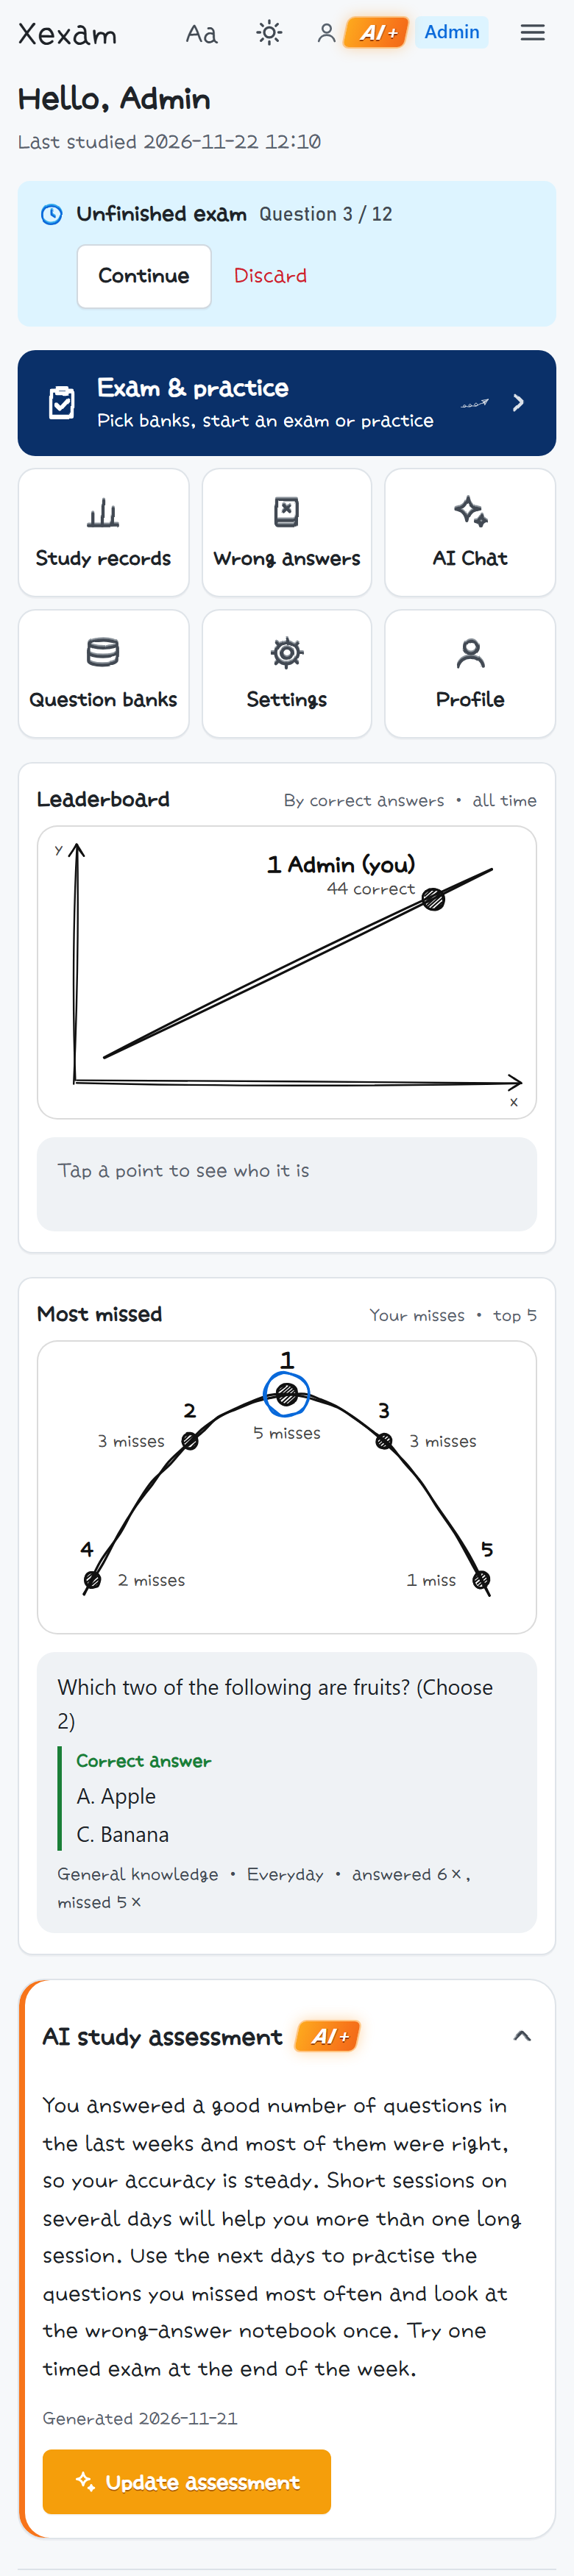 Xexam Aa AI+ Admin
Hello, Admin
Last studied 2026-11-22 12:10
Unfinished exam Question 3 / 12
Continue Discard
Exam & practice
Pick banks, start an exam or practice
Study records Wrong answers AI Chat
Question banks Settings Profile
Leaderboard By correct answers • all time
y
1 Admin (you)
44 correct
x
Tap a point to see who it is
Most missed Your misses • top 5
1
2 3
5 misses
3 misses 3 misses
4 5
2 misses 1 miss
Which two of the following are fruits? (Choose
2)
Correct answer
A. Apple
C. Banana
General knowledge • Everyday • answered 6×,
missed 5×
AI study assessment AI+
You answered a good number of questions in
the last weeks and most of them were right,
so your accuracy is steady. Short sessions on
several days will help you more than one long
session. Use the next days to practise the
questions you missed most often and look at
the wrong-answer notebook once. Try one
timed exam at the end of the week.
Generated 2026-11-21
Update assessment